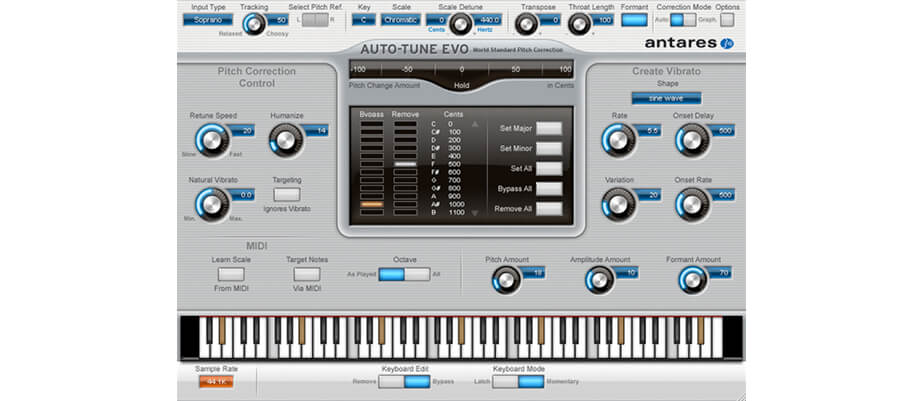 Input Type Tracking Select Pitch Ref. Key Scale Scale Detune Transpose Throat Length Formant Correction Mode Options
Soprano 50 L R C Chromatic 0 440.0 0 100 Auto Graph.
Relaxed Choosy Cents Hertz
antares
AUTO-TUNE EVO World Standard Pitch Correction
-100 -50 0 50 100
Pitch Change Amount Hold in Cents
Pitch Correction
Control
Retune Speed Humanize
20 14
Slow Fast
Natural Vibrato Targeting
0.0
Min. Max. Ignores Vibrato
Bypass Remove Cents
C 0
C# 100
D 200
D# 300
E 400
F 500
F# 600
G 700
G# 800
A 900
A# 1000
B 1100
Set Major
Set Minor
Set All
Bypass All
Remove All
Create Vibrato
Shape
sine wave
Rate Onset Delay
5.5 500
Variation Onset Rate
20 500
MIDI
Learn Scale Target Notes Octave
As Played All
From MIDI Via MIDI
Pitch Amount Amplitude Amount Formant Amount
18 10 70
Sample Rate Keyboard Edit Keyboard Mode
44.1K Remove Bypass Latch Momentary